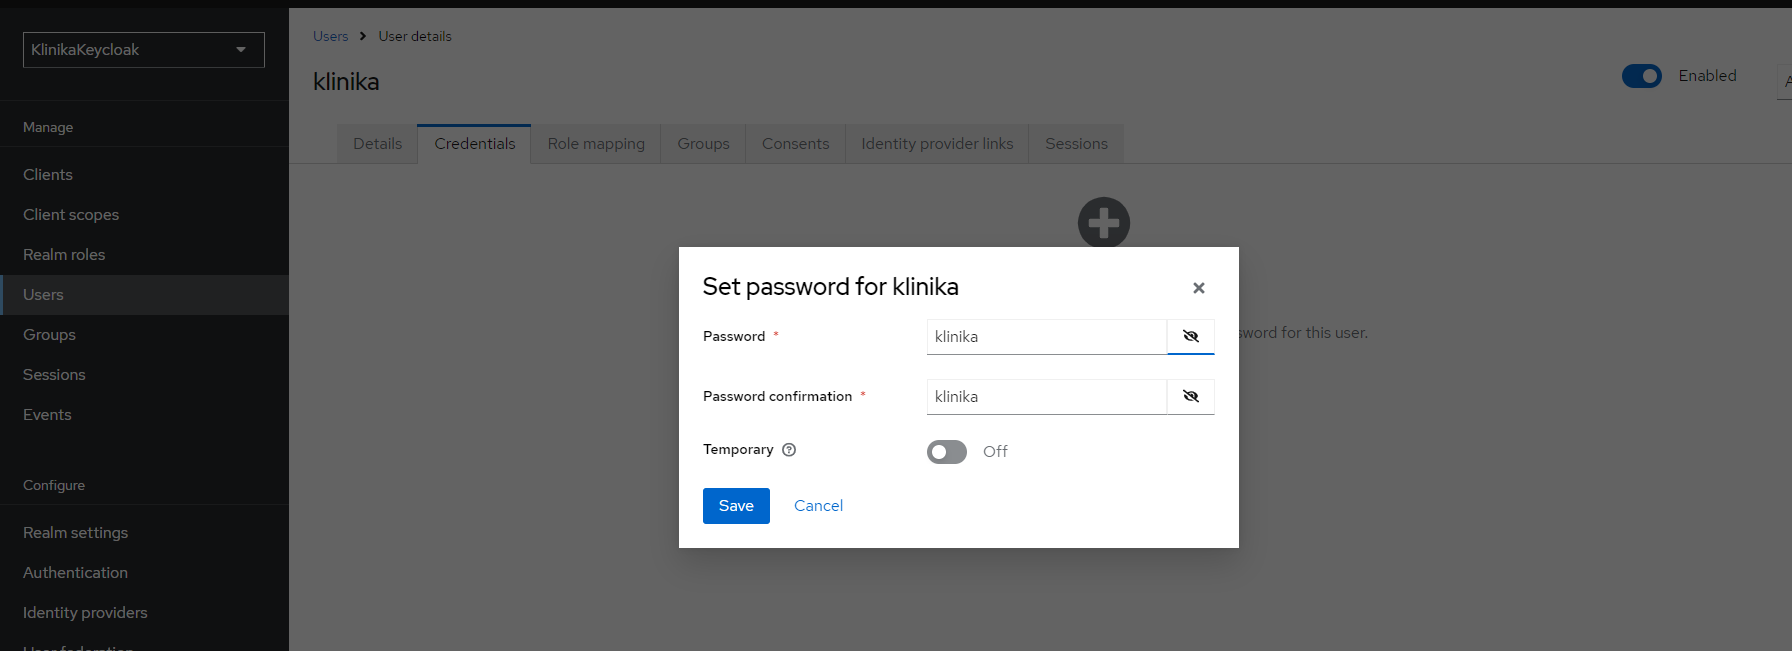 KlinikaKeycloak
Manage
Clients
Client scopes
Realm roles
Users
Groups
Sessions
Events
Configure
Realm settings
Authentication
Identity providers
Users User details
klinika
Enabled
Details Credentials Role mapping Groups Consents Identity provider links Sessions
for this user.
Set password for klinika
Password * klinika
Password confirmation * klinika
Temporary Off
Save Cancel